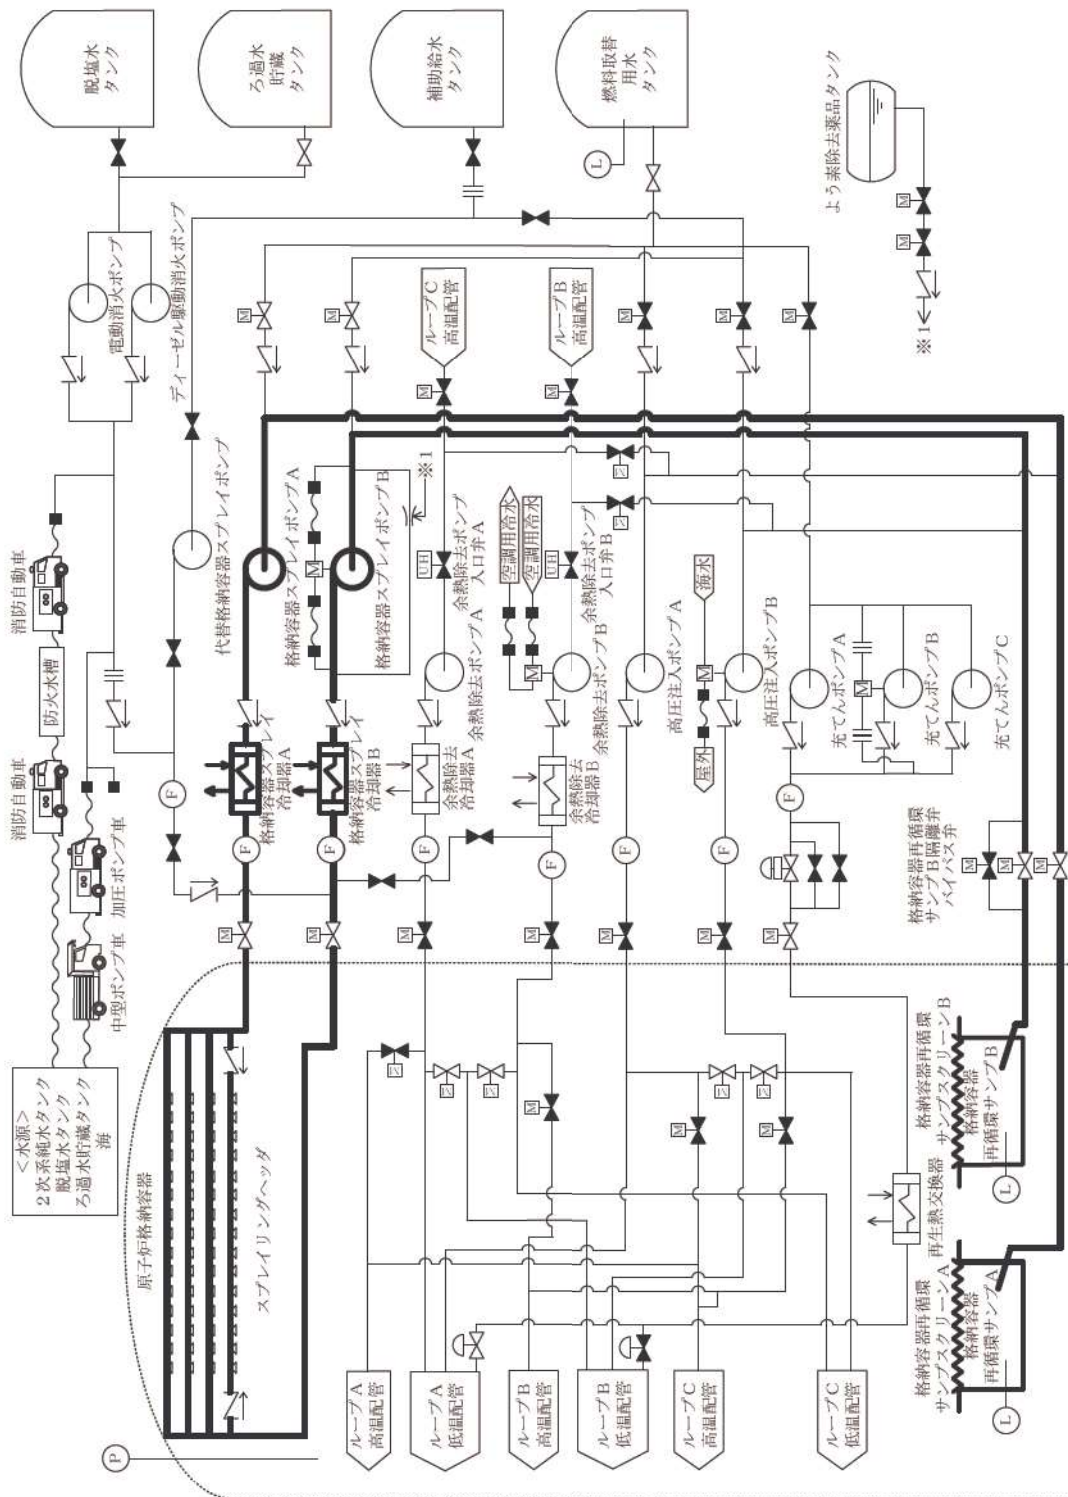 脱塩水
タンク
ろ過水
貯蔵
タンク
補助給水
タンク
燃料取替
用水
タンク
L
よう素除去薬品タンク
M
M
※1
電動消火ポンプ
ディーゼル駆動消火ポンプ
M
M
ループC
高温配管
ループB
高温配管
M
M
M
M
M
消防自動車
防火水槽
消防自動車
加圧ポンプ車
中型ポンプ車
代替格納容器スプレイポンプ
格納容器スプレイポンプA
M
格納容器スプレイポンプB
※1
UH
余熱除去ポンプ
入口弁A
空調用冷水
空調用冷水
UH
余熱除去ポンプ
入口弁B
余熱除去ポンプA
M
余熱除去ポンプB
高圧注入ポンプA
海水
M
屋外
高圧注入ポンプB
充てんポンプA
M
充てんポンプB
充てんポンプC
格納容器スプレイ
冷却器A
格納容器スプレイ
冷却器B
余熱除去
冷却器A
余熱除去
冷却器B
F
F
F
F
F
F
F
F
M
M
M
M
M
M
M
格納容器再循環
サンプB隔離弁
バイパス弁
M
M
M
<水源>
2次系純水タンク
脱塩水タンク
ろ過水貯蔵タンク
海
原子炉格納容器
スプレイリングヘッダ
M
M
M
再生熱交換器
格納容器再循環
サンプスクリーンB
格納容器
再循環サンプB
L
格納容器再循環
サンプスクリーンA
格納容器
再循環サンプA
L
P
ループA
高温配管
ループA
低温配管
ループB
高温配管
ループB
低温配管
ループC
高温配管
ループC
低温配管